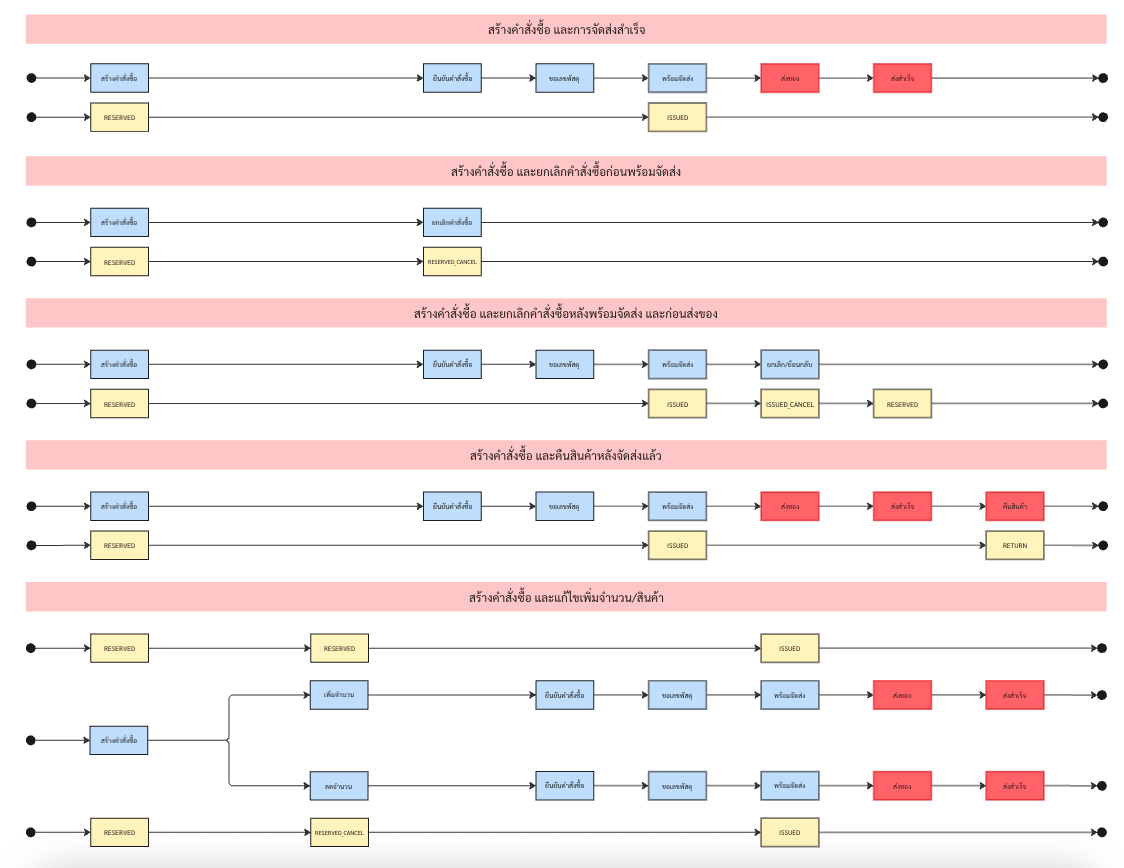 สร้างคำสั่งซื้อ และการจัดส่งสำเร็จ
สร้างคำสั่งซื้อ ยืนยันคำสั่งซื้อ ขอเลขพัสดุ พร้อมจัดส่ง ส่งของ ส่งสำเร็จ
RESERVED ISSUED
สร้างคำสั่งซื้อ และยกเลิกคำสั่งซื้อก่อนพร้อมจัดส่ง
สร้างคำสั่งซื้อ ยกเลิกคำสั่งซื้อ
RESERVED RESERVED_CANCEL
สร้างคำสั่งซื้อ และยกเลิกคำสั่งซื้อหลังพร้อมจัดส่ง และก่อนส่งของ
สร้างคำสั่งซื้อ ยืนยันคำสั่งซื้อ ขอเลขพัสดุ พร้อมจัดส่ง ยกเลิก/ย้อนกลับ
RESERVED ISSUED ISSUED_CANCEL RESERVED
สร้างคำสั่งซื้อ และคืนสินค้าหลังจัดส่งแล้ว
สร้างคำสั่งซื้อ ยืนยันคำสั่งซื้อ ขอเลขพัสดุ พร้อมจัดส่ง ส่งของ ส่งสำเร็จ คืนสินค้า
RESERVED ISSUED RETURN
สร้างคำสั่งซื้อ และแก้ไขเพิ่มจำนวน/สินค้า
RESERVED RESERVED ISSUED
เพิ่มจำนวน ยืนยันคำสั่งซื้อ ขอเลขพัสดุ พร้อมจัดส่ง ส่งของ ส่งสำเร็จ
สร้างคำสั่งซื้อ
ลดจำนวน ยืนยันคำสั่งซื้อ ขอเลขพัสดุ พร้อมจัดส่ง ส่งของ ส่งสำเร็จ
RESERVED RESERVED_CANCEL ISSUED